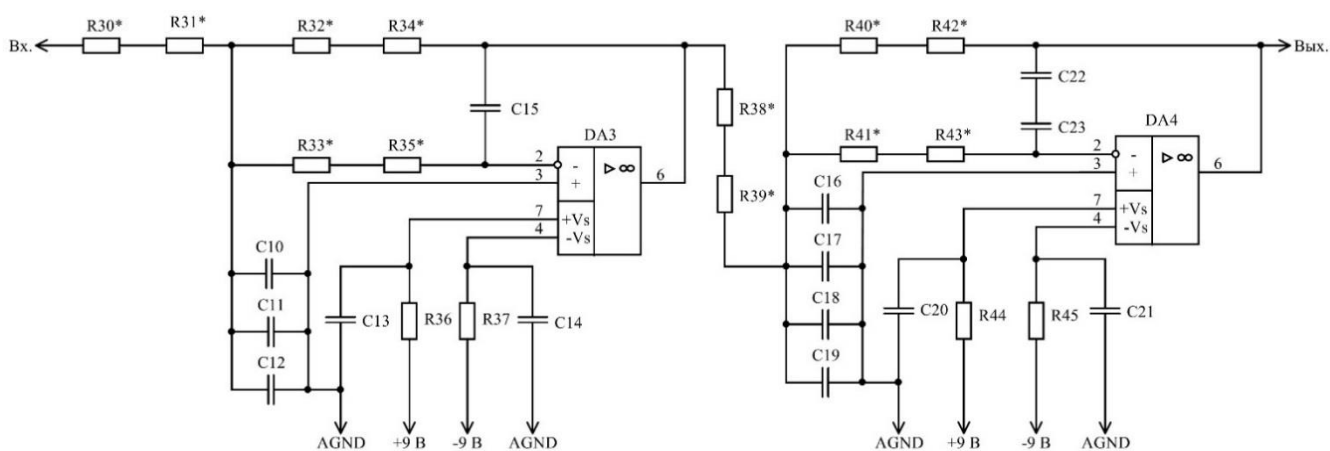 Вх.
R30*
R31*
R32*
R34*
C15
R33*
R35*
DA3
2
3
-
+
▷∞
6
7
4
+Vs
-Vs
C10
C11
C12
C13
R36
R37
C14
AGND
+9 В
-9 В
AGND
R38*
R39*
R40*
R42*
Вых.
C22
C23
R41*
R43*
DA4
2
3
-
+
▷∞
6
7
4
+Vs
-Vs
C16
C17
C18
C19
C20
R44
R45
C21
AGND
+9 В
-9 В
AGND